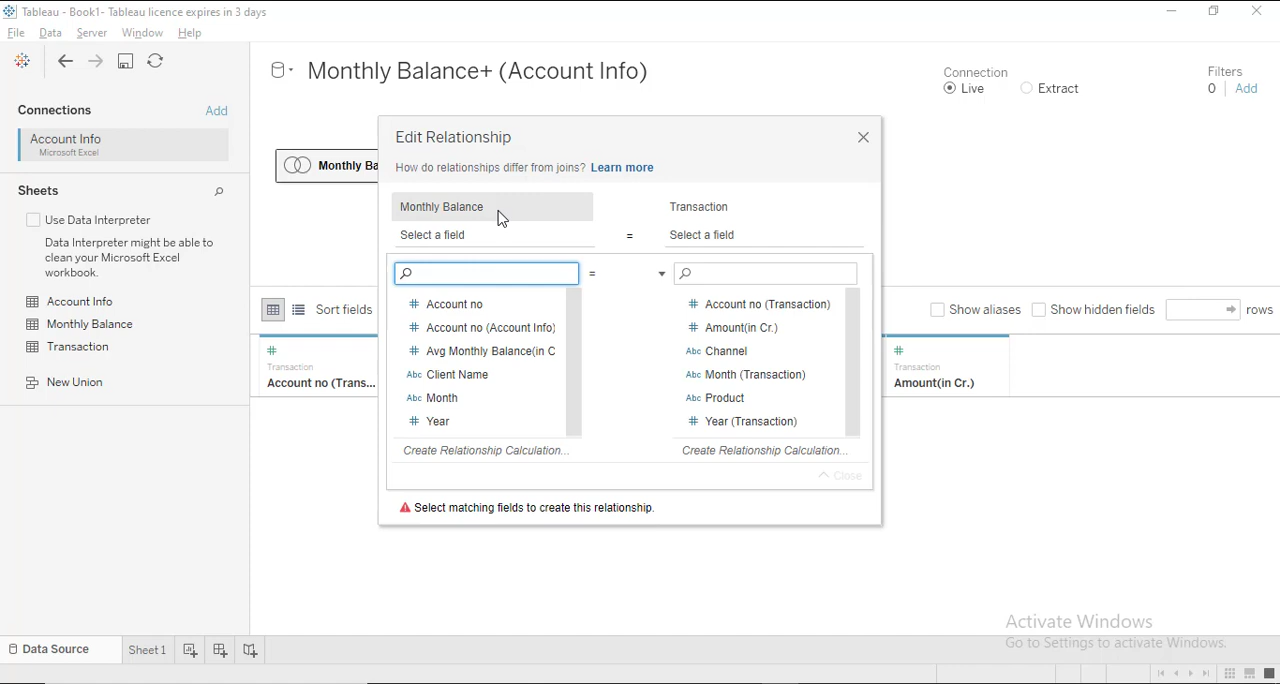 Tableau - Book1- Tableau licence expires in 3 days
File Data Server Window Help
Connections Add
Account Info
Microsoft Excel
Sheets
Use Data Interpreter
Data Interpreter might be able to
clean your Microsoft Excel
workbook.
Account Info
Monthly Balance
Transaction
New Union
Monthly Balance+ (Account Info)
Connection
Live Extract
Filters
0 Add
Monthly Ba
Edit Relationship
How do relationships differ from joins? Learn more
Monthly Balance Transaction
Select a field = Select a field
=
# Account no # Account no (Transaction)
# Account no (Account Info) # Amount(in Cr.)
# Avg Monthly Balance(in C Abc Channel
Abc Client Name Abc Month (Transaction)
Abc Month Abc Product
# Year # Year (Transaction)
Create Relationship Calculation... Create Relationship Calculation...
Close
Select matching fields to create this relationship.
Sort fields Show aliases Show hidden fields rows
#
Transaction
Account no (Trans...
#
Transaction
Amount(in Cr.)
Activate Windows
Go to Settings to activate Windows.
Data Source Sheet 1